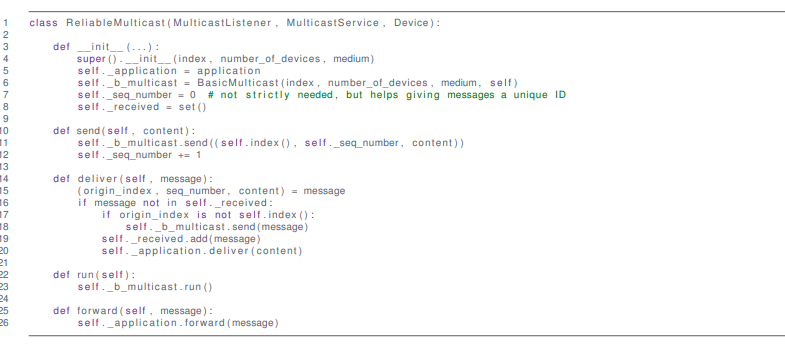 1 class ReliableMulticast(MulticastListener, MulticastService, Device):
2
3     def __init__(...):
4         super().__init__(index, number_of_devices, medium)
5         self._application = application
6         self._b_multicast = BasicMulticast(index, number_of_devices, medium, self)
7         self._seq_number = 0  # not strictly needed, but helps giving messages a unique ID
8         self._received = set()
9
10     def send(self, content):
11         self._b_multicast.send((self.index(), self._seq_number, content))
12         self._seq_number += 1
13
14     def deliver(self, message):
15         (origin_index, seq_number, content) = message
16         if message not in self._received:
17             if origin_index is not self.index():
18                 self._b_multicast.send(message)
19             self._received.add(message)
20             self._application.deliver(content)
21
22     def run(self):
23         self._b_multicast.run()
24
25     def forward(self, message):
26         self._application.forward(message)